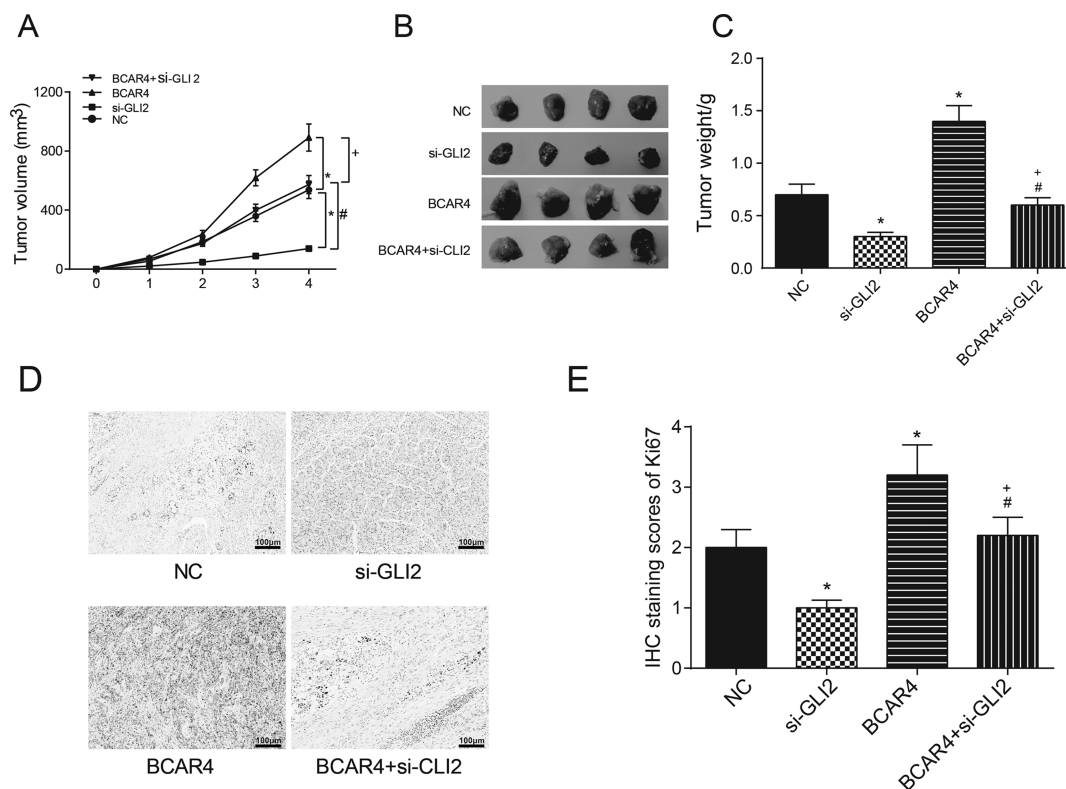 A
BCAR4+si-GLI2
BCAR4
si-GLI2
NC
Tumor volume (mm3)
1200
800
400
0
0 1 2 3 4
*
+
*
#
B
NC
si-GLI2
BCAR4
BCAR4+si-CLI2
C
Tumor weight/g
2.0
1.5
1.0
0.5
0.0
*
*
+
#
NC
si-GLI2
BCAR4
BCAR4+si-GLI2
D
100μm
100μm
NC
si-GLI2
100μm
100μm
BCAR4
BCAR4+si-CLI2
E
IHC staining scores of Ki67
4
3
2
1
0
*
*
+
#
NC
si-GLI2
BCAR4
BCAR4+si-GLI2